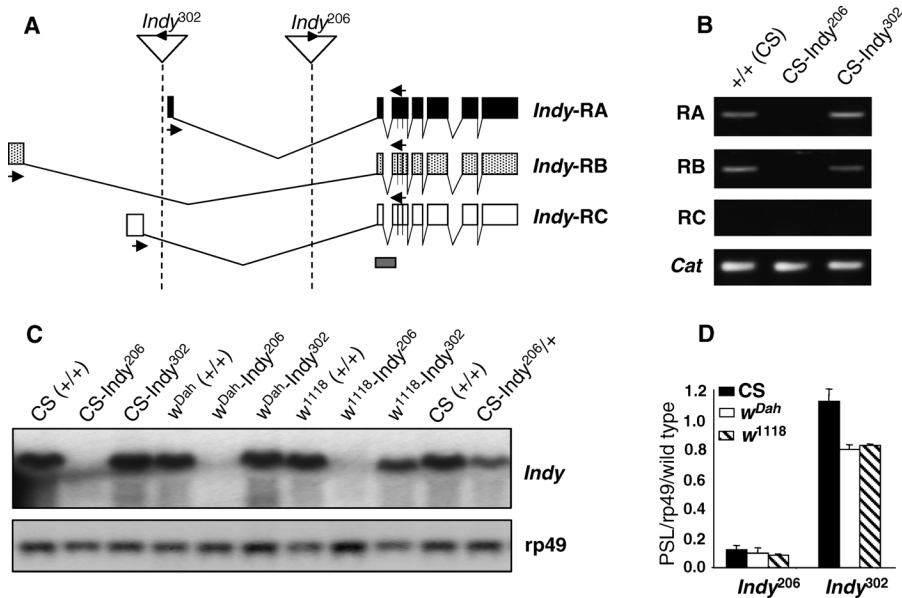 A
Indy302
Indy206
Indy-RA
Indy-RB
Indy-RC
B
+/+ (CS)
CS-Indy206
CS-Indy302
RA
RB
RC
Cat
C
CS (+/+)
CS-Indy206
CS-Indy302
wDah (+/+)
wDah-Indy206
wDah-Indy302
w1118 (+/+)
w1118-Indy206
w1118-Indy302
CS (+/+)
CS-Indy206/+
Indy
rp49
D
PSL/rp49/wild type
1.2
1.0
0.8
0.6
0.4
0.2
0.0
CS
wDah
w1118
Indy206
Indy302